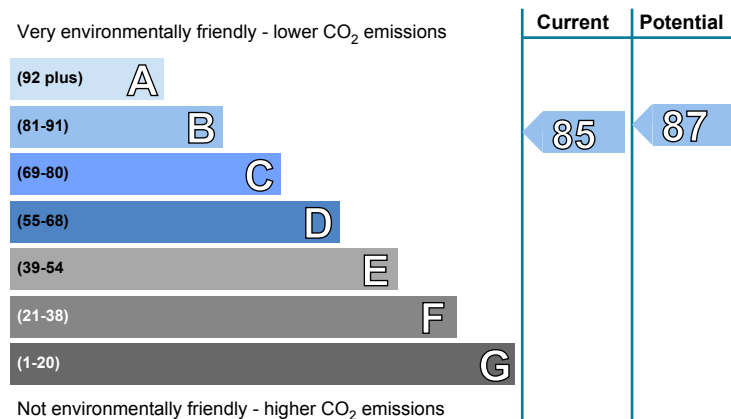 Current Potential
Very environmentally friendly - lower CO₂ emissions
(92 plus) A
(81-91) B
85 87
(69-80) C
(55-68) D
(39-54 E
(21-38) F
(1-20) G
Not environmentally friendly - higher CO₂ emissions